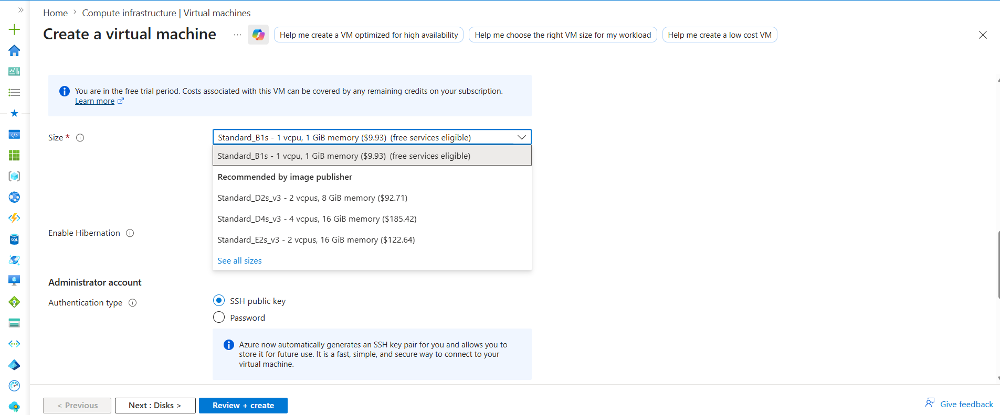 Home > Compute infrastructure | Virtual machines
Create a virtual machine ... Help me create a VM optimized for high availability Help me choose the right VM size for my workload Help me create a low cost VM
You are in the free trial period. Costs associated with this VM can be covered by any remaining credits on your subscription.
Learn more
Size * Standard_B1s - 1 vcpu, 1 GiB memory ($9.93) (free services eligible)
Standard_B1s - 1 vcpu, 1 GiB memory ($9.93) (free services eligible)
Recommended by image publisher
Standard_D2s_v3 - 2 vcpus, 8 GiB memory ($92.71)
Standard_D4s_v3 - 4 vcpus, 16 GiB memory ($185.42)
Enable Hibernation
Standard_E2s_v3 - 2 vcpus, 16 GiB memory ($122.64)
See all sizes
Administrator account
Authentication type
SSH public key
Password
Azure now automatically generates an SSH key pair for you and allows you to
store it for future use. It is a fast, simple, and secure way to connect to your
virtual machine.
< Previous Next : Disks > Review + create Give feedback